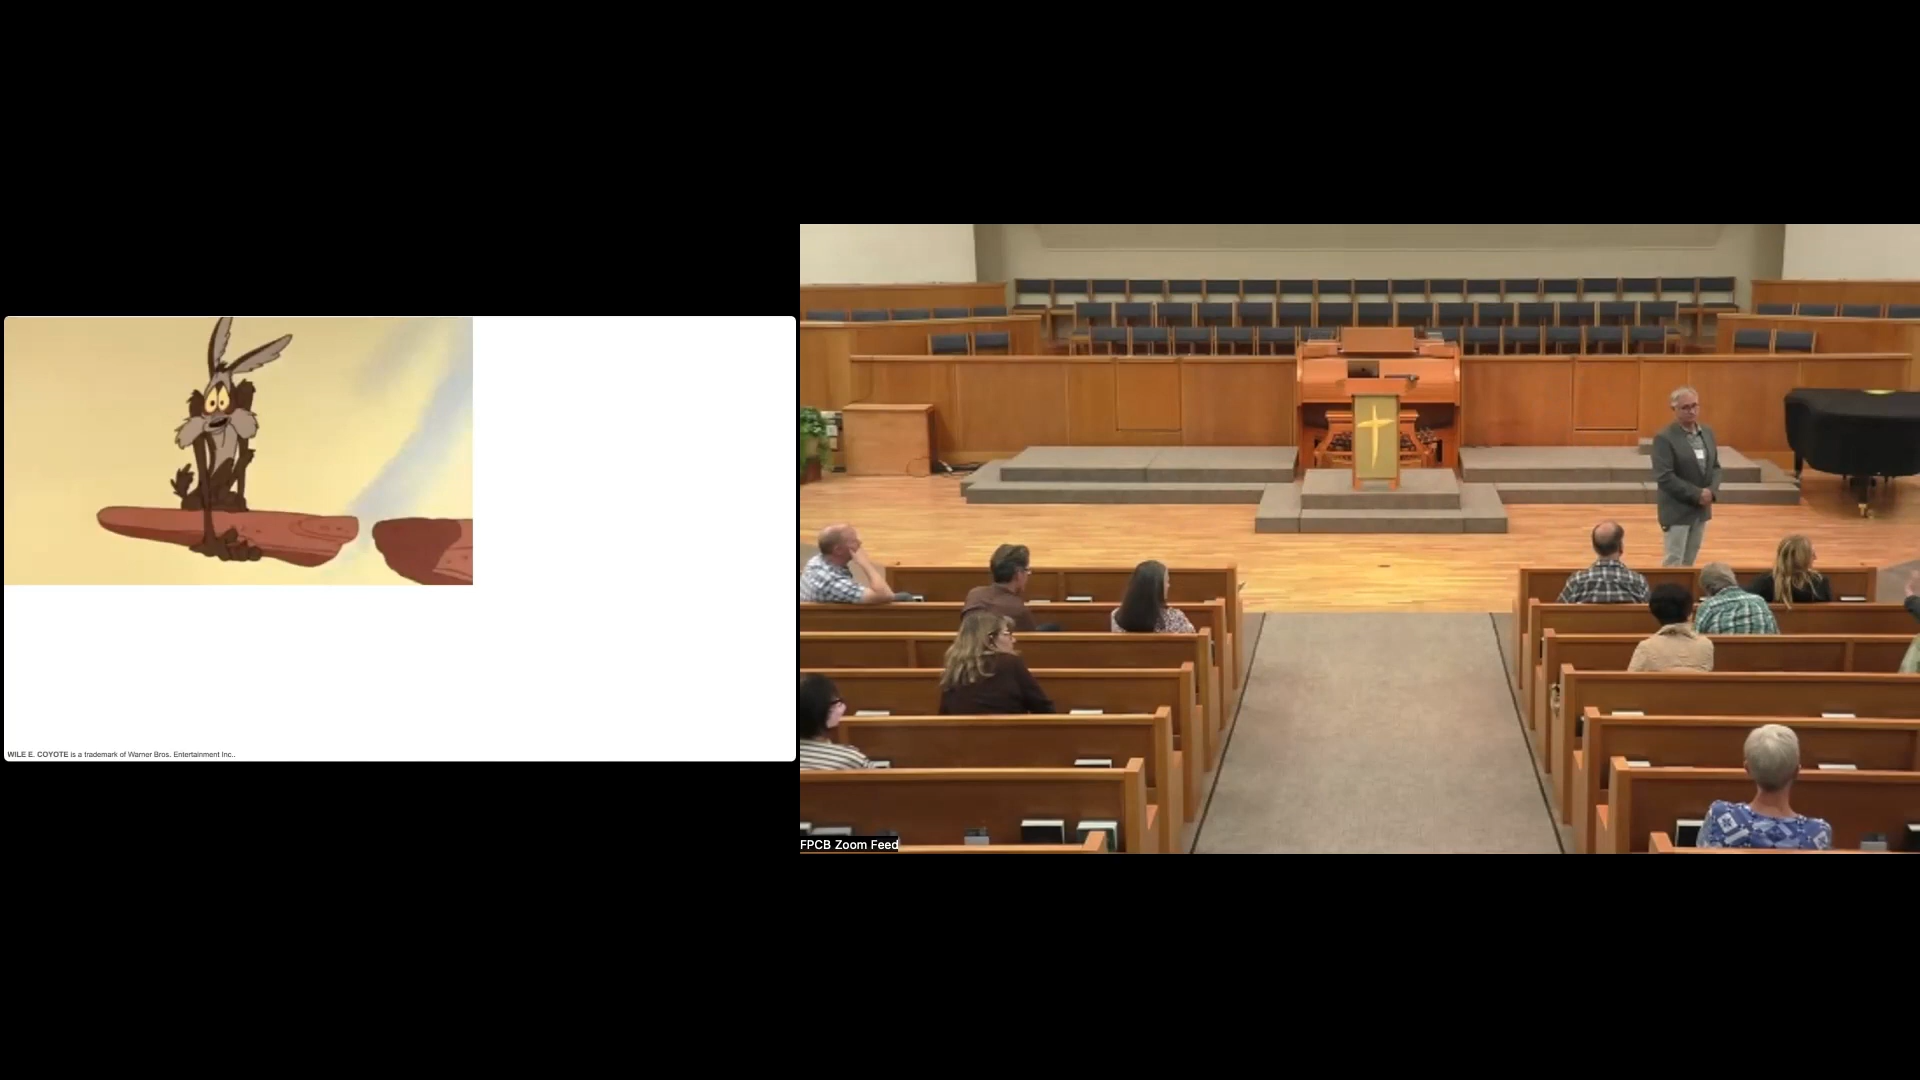 WILE E. COYOTE is a trademark of Warner Bros. Entertainment Inc..
FPCB Zoom Feed